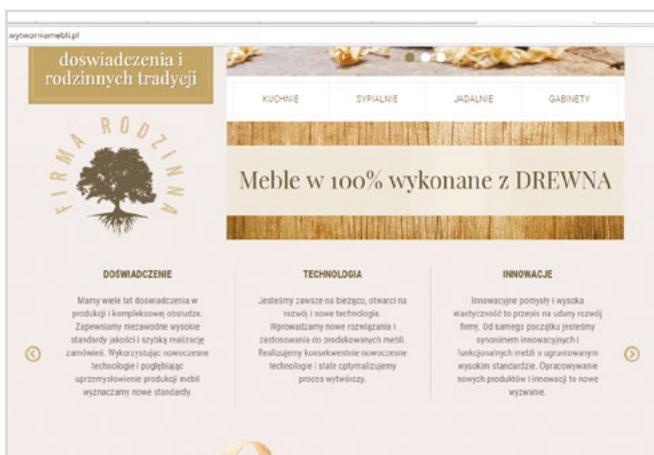 wytworniamebli.pl
doświadczenia i
rodzinnych tradycji
KUCHNIE
SYPIALNIE
JADALNIE
GABINETY
FIRMA RODZINNA
Meble w 100% wykonane z DREWNA
DOŚWIADCZENIE
Mamy wiele lat doświadczenia w
produkcji i kompleksowej obsłudze.
Zapewniamy niezawodne wysokie
standardy jakości i szybką realizację
zamówień. Wykorzystując nowoczesne
technologie i pogłębiając
uprzemysłowienie produkcji mebli
wyznaczamy nowe standardy.
TECHNOLOGIA
Jesteśmy zawsze na bieżąco, otwarci na
rozwój i nowe technologie.
Wprowadzamy nowe rozwiązania i
zastosowania do produkowanych mebli.
Realizujemy konsekwentnie nowoczesne
technologie i stale optymalizujemy
proces wytwórczy.
INNOWACJE
Innowacyjne pomysły i wysoka
elastyczność to przepis na udany rozwój
firmy. Od samego początku jesteśmy
synonimem innowacyjnych i
funkcjonalnych mebli o ugruntowanym
wysokim standardzie. Opracowywanie
nowych produktów i innowacji to nowe
wyzwanie.